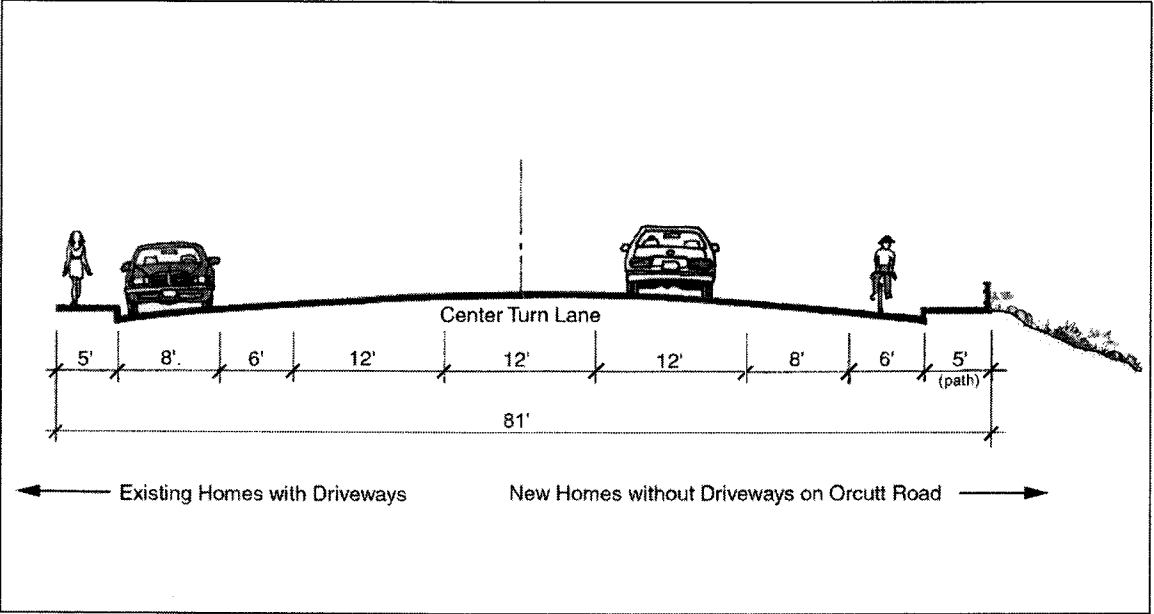 Center Turn Lane
5' 8'. 6' 12' 12' 12' 8' 6' 5'
(path)
81'
Existing Homes with Driveways New Homes without Driveways on Orcutt Road